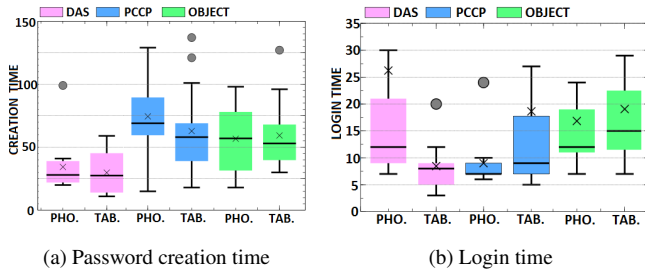 DAS PCCP OBJECT
CREATION TIME
150
100
50
0
PHO. TAB. PHO. TAB. PHO. TAB.
(a) Password creation time
DAS PCCP OBJECT
LOGIN TIME
35
30
25
20
15
10
5
0
PHO. TAB. PHO. TAB. PHO. TAB.
(b) Login time